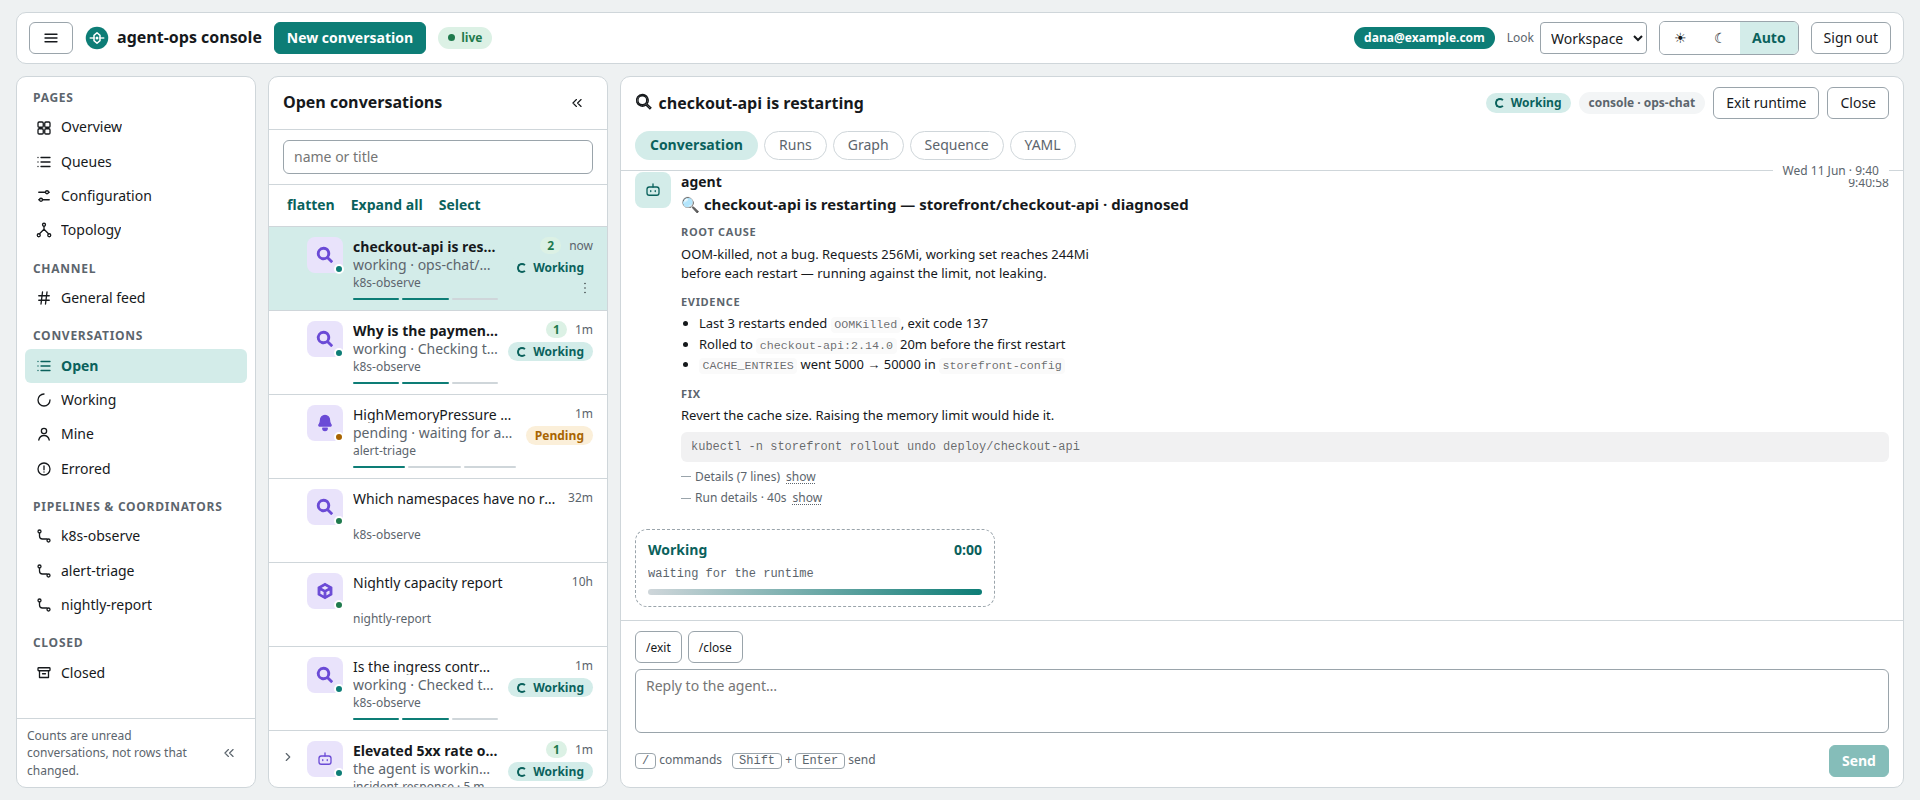 agent-ops console
New conversation
live
dana@example.com
Look
Workspace
Auto
Sign out
PAGES
Overview
Queues
Configuration
Topology
CHANNEL
General feed
CONVERSATIONS
Open
Working
Mine
Errored
PIPELINES & COORDINATORS
k8s-observe
alert-triage
nightly-report
CLOSED
Closed
Counts are unread
conversations, not rows that
changed.
Open conversations
name or title
flatten Expand all Select
checkout-api is res... 2 now
working · ops-chat/... Working
k8s-observe
Why is the paymen... 1 1m
working · Checking t... Working
k8s-observe
HighMemoryPressure ... 1m
pending · waiting for a... Pending
alert-triage
Which namespaces have no r... 32m
k8s-observe
Nightly capacity report 10h
nightly-report
Is the ingress contr... 1m
working · Checked t... Working
k8s-observe
Elevated 5xx rate o... 1 1m
the agent is workin... Working
incident-response · 5 m
checkout-api is restarting
Working
console · ops-chat
Exit runtime
Close
Conversation Runs Graph Sequence YAML
Wed 11 Jun · 9:40
agent 9:40:58
checkout-api is restarting — storefront/checkout-api · diagnosed
ROOT CAUSE
OOM-killed, not a bug. Requests 256Mi, working set reaches 244Mi
before each restart — running against the limit, not leaking.
EVIDENCE
Last 3 restarts ended OOMKilled, exit code 137
Rolled to checkout-api:2.14.0 20m before the first restart
CACHE_ENTRIES went 5000 → 50000 in storefront-config
FIX
Revert the cache size. Raising the memory limit would hide it.
kubectl -n storefront rollout undo deploy/checkout-api
— Details (7 lines) show
— Run details · 40s show
Working 0:00
waiting for the runtime
/exit /close
Reply to the agent...
/ commands Shift + Enter send
Send